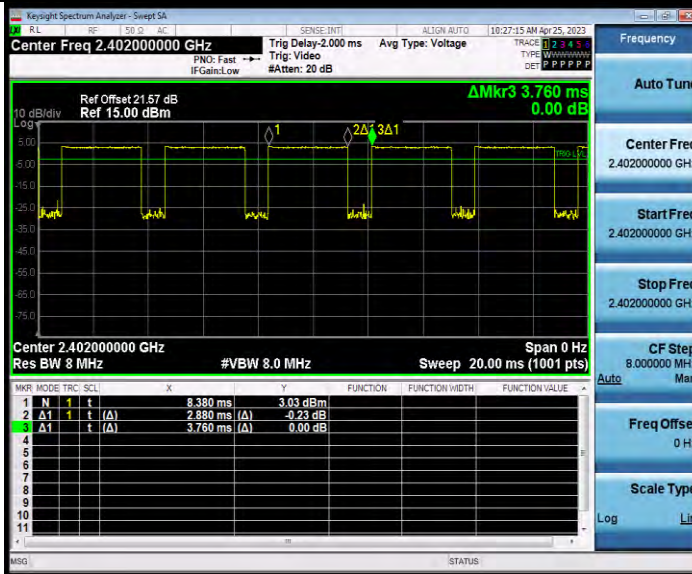 Keysight Spectrum Analyzer - Swept SA
RL RF 50 Ω AC SENSE:INT ALIGN AUTO 10:27:15 AM Apr 25, 2023
Center Freq 2.402000000 GHz
PNO: Fast
IFGain:Low
Trig Delay-2.000 ms
Trig: Video
#Atten: 20 dB
Avg Type: Voltage
TRACE 1 2 3 4 5 6
TYPE WWWWWW
DET P P P P P P
Ref Offset 21.57 dB
10 dB/div Ref 15.00 dBm
Log
ΔMkr3 3.760 ms
0.00 dB
1 2Δ1 3Δ1
5.00
TRIG LVL
-5.00
-15.0
-25.0
-35.0
-45.0
-55.0
-65.0
-75.0
Center 2.402000000 GHz Span 0 Hz
Res BW 8 MHz #VBW 8.0 MHz Sweep 20.00 ms (1001 pts)
MKR MODE TRC SCL X Y FUNCTION FUNCTION WIDTH FUNCTION VALUE
1 N 1 t 8.380 ms 3.03 dBm
2 Δ1 1 t (Δ) 2.880 ms (Δ) -0.23 dB
3 Δ1 t (Δ) 3.760 ms (Δ) 0.00 dB
4
5
6
7
8
9
10
11
MSG STATUS
Frequency
Auto Tune
Center Freq
2.402000000 GHz
Start Freq
2.402000000 GHz
Stop Freq
2.402000000 GHz
CF Step
8.000000 MHz
Auto Man
Freq Offset
0 Hz
Scale Type
Log Lin